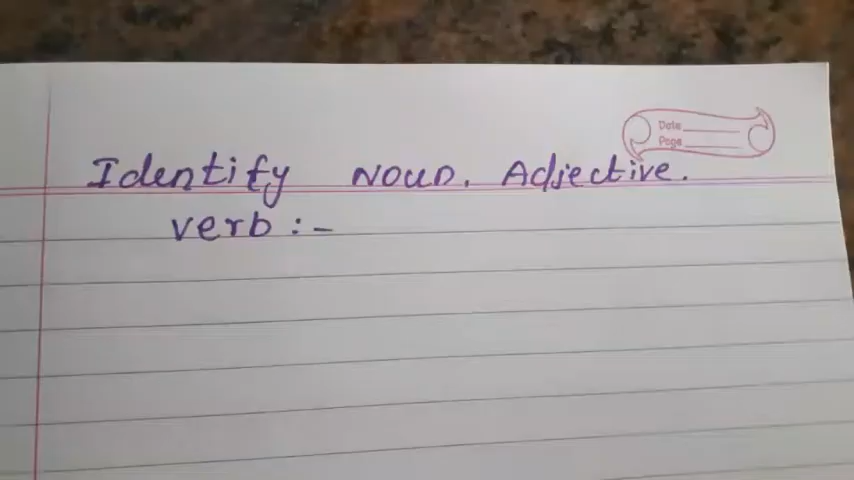 Date
Page
Identify Noun. Adjective.
verb :-